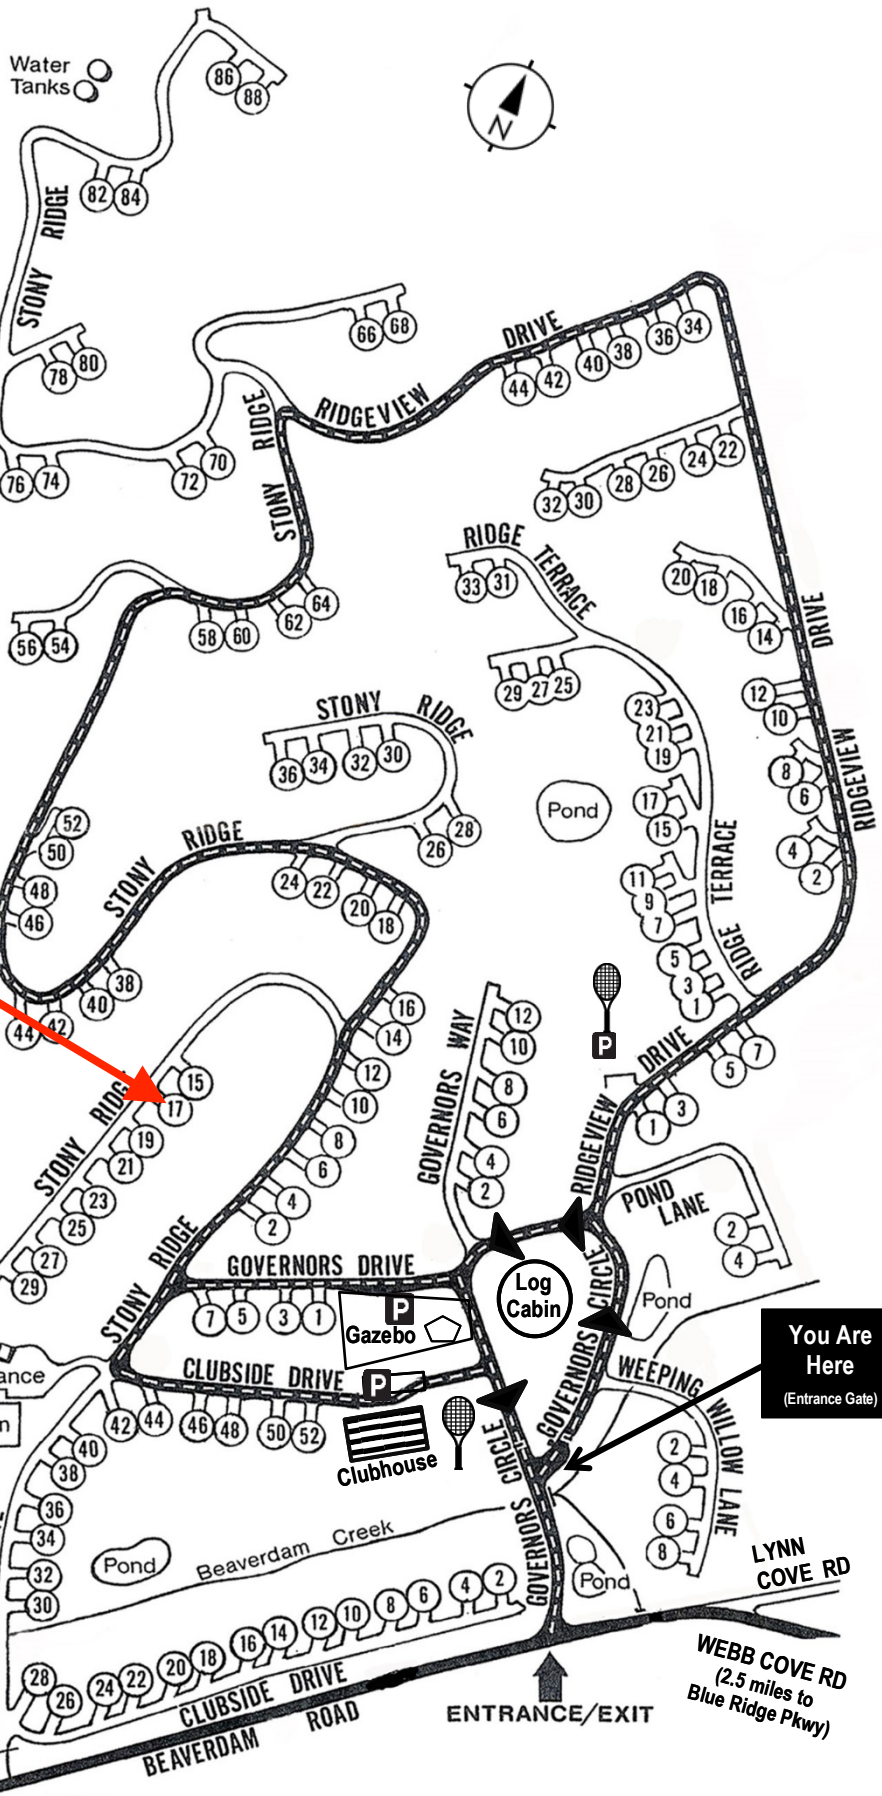 Water
Tanks
86
88
N
82
84
STONY RIDGE
78
80
66
68
76
74
72
70
STONY RIDGE
RIDGEVIEW DRIVE
44
42
40
38
36
34
32
30
28
26
24
22
RIDGE TERRACE
33
31
20
18
16
14
56
54
58
60
62
64
29
27
25
RIDGEVIEW DRIVE
12
10
8
6
4
2
STONY RIDGE
36
34
32
30
28
26
23
21
19
17
15
11
9
7
5
3
1
Pond
RIDGE TERRACE
52
50
48
46
44
42
40
38
STONY RIDGE
24
22
20
18
16
14
12
10
8
6
4
2
STONY RIDGE
15
17
19
21
23
25
27
29
GOVERNORS WAY
12
10
8
6
4
2
P
RIDGEVIEW DRIVE
7
5
3
1
POND
LANE
2
4
STONY RIDGE
GOVERNORS DRIVE
7
5
3
1
P
Gazebo
Log
Cabin
GOVERNORS CIRCLE
Pond
You Are
Here
(Entrance Gate)
ance
n
CLUBSIDE DRIVE
P
42
44
46
48
50
52
Clubhouse
GOVERNORS CIRCLE
WEEPING WILLOW LANE
2
4
6
8
40
38
36
34
32
30
28
26
Pond
Beaverdam Creek
Pond
LYNN
COVE RD
24
22
20
18
16
14
12
10
8
6
4
2
CLUBSIDE DRIVE
BEAVERDAM ROAD
ENTRANCE/EXIT
WEBB COVE RD
(2.5 miles to
Blue Ridge Pkwy)